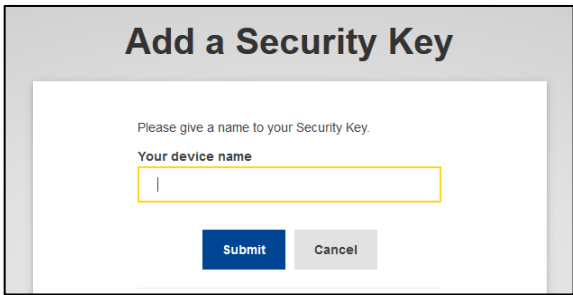 Add a Security Key
Please give a name to your Security Key.
Your device name
Submit Cancel